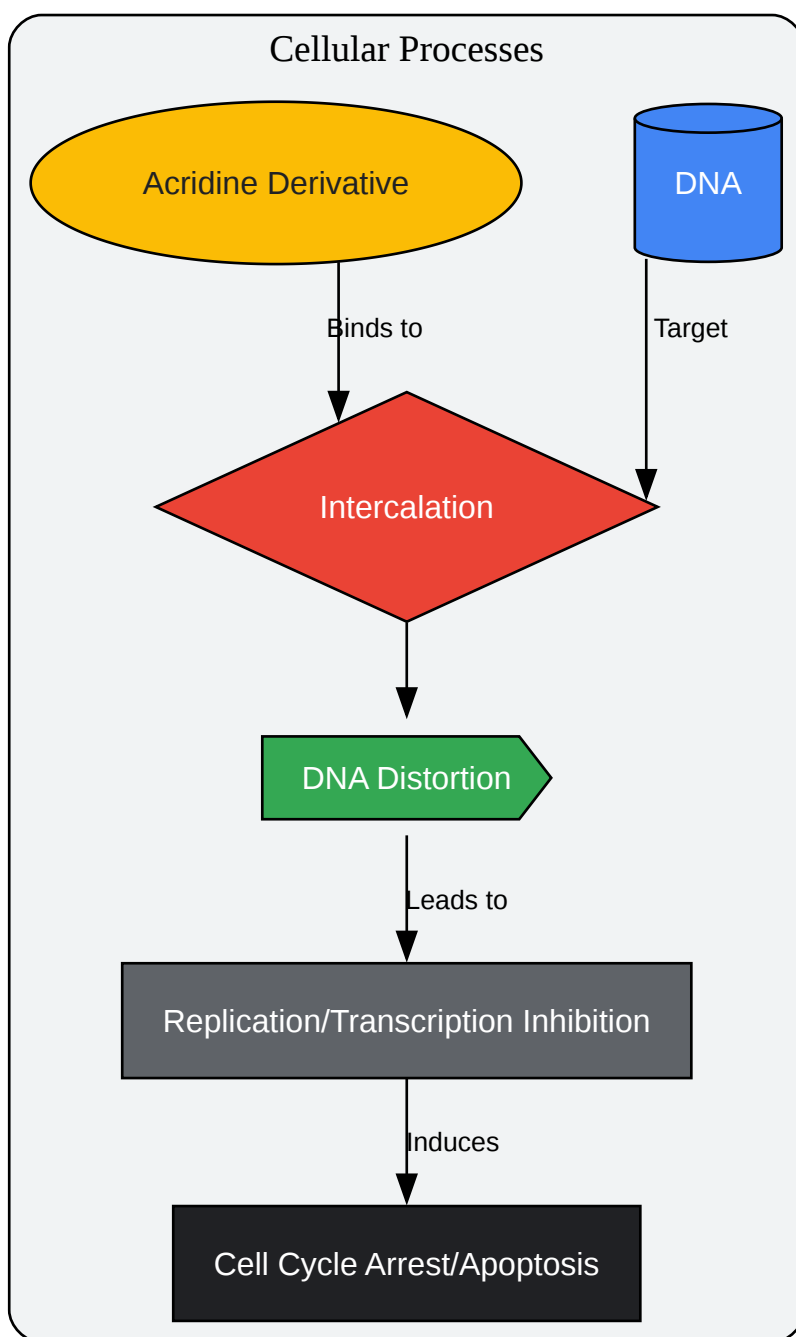 Cellular Processes
Acridine Derivative
DNA
Binds to
Target
Intercalation
DNA Distortion
Leads to
Replication/Transcription Inhibition
Induces
Cell Cycle Arrest/Apoptosis